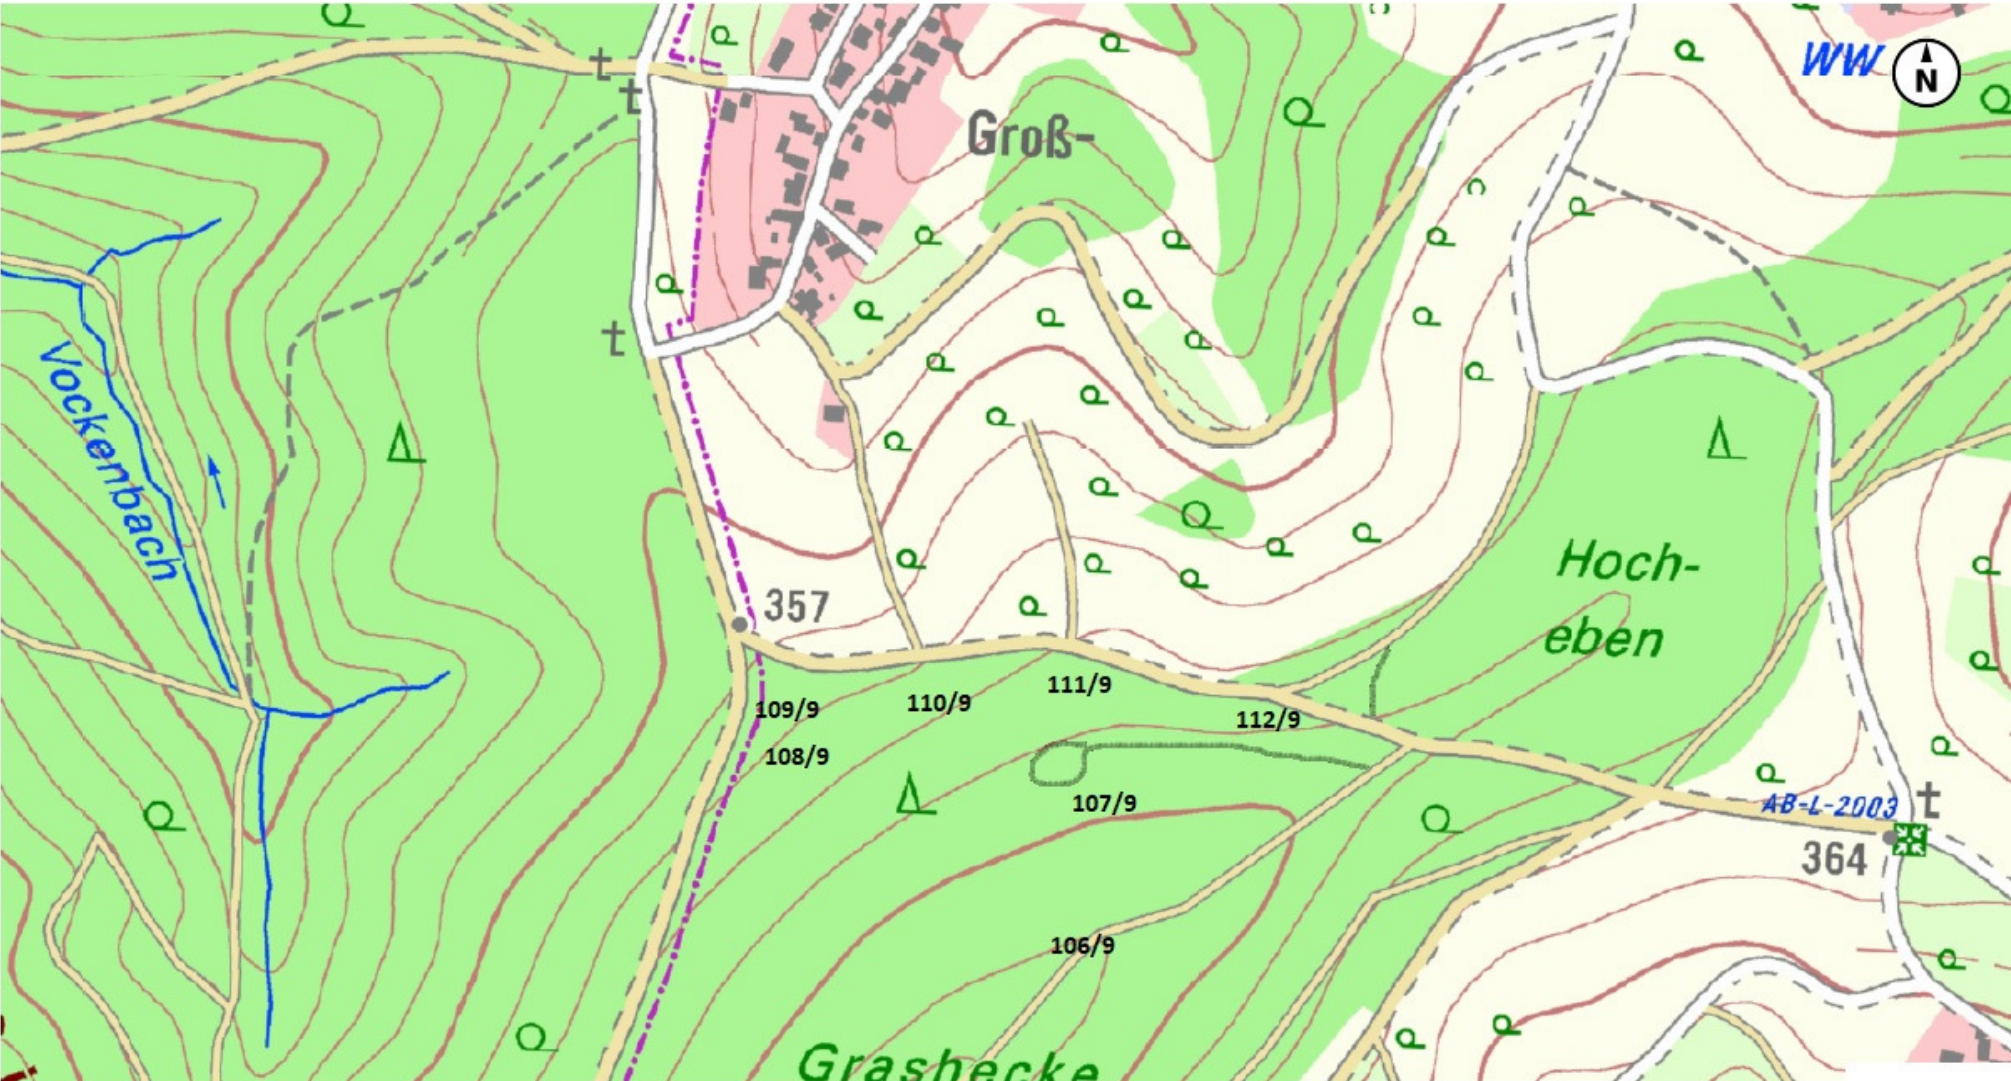 WW
N
Groß-
Vockenbach
Hoch-
eben
357
111/9
109/9
110/9
112/9
108/9
107/9
AB-L-2003
364
106/9
Grashecke